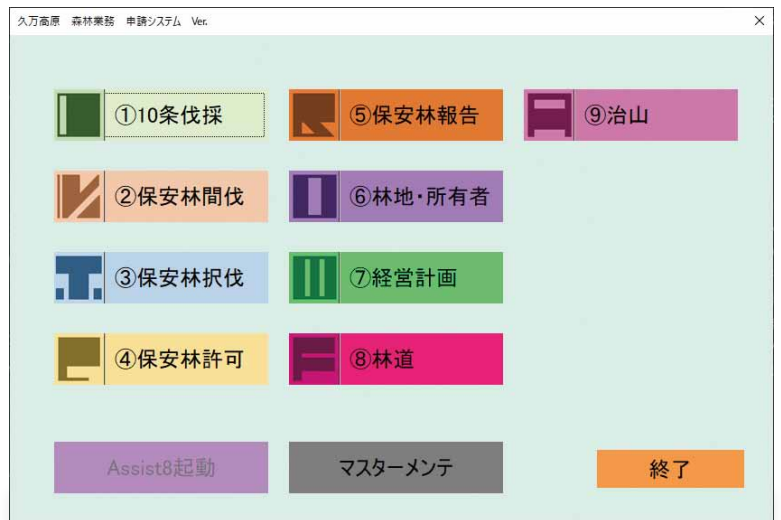 久万高原 森林業務 申請システム Ver.
①10条伐採
②保安林間伐
③保安林択伐
④保安林許可
⑤保安林報告
⑥林地・所有者
⑦経営計画
⑧林道
⑨治山
Assist8起動
マスターメンテ
終了